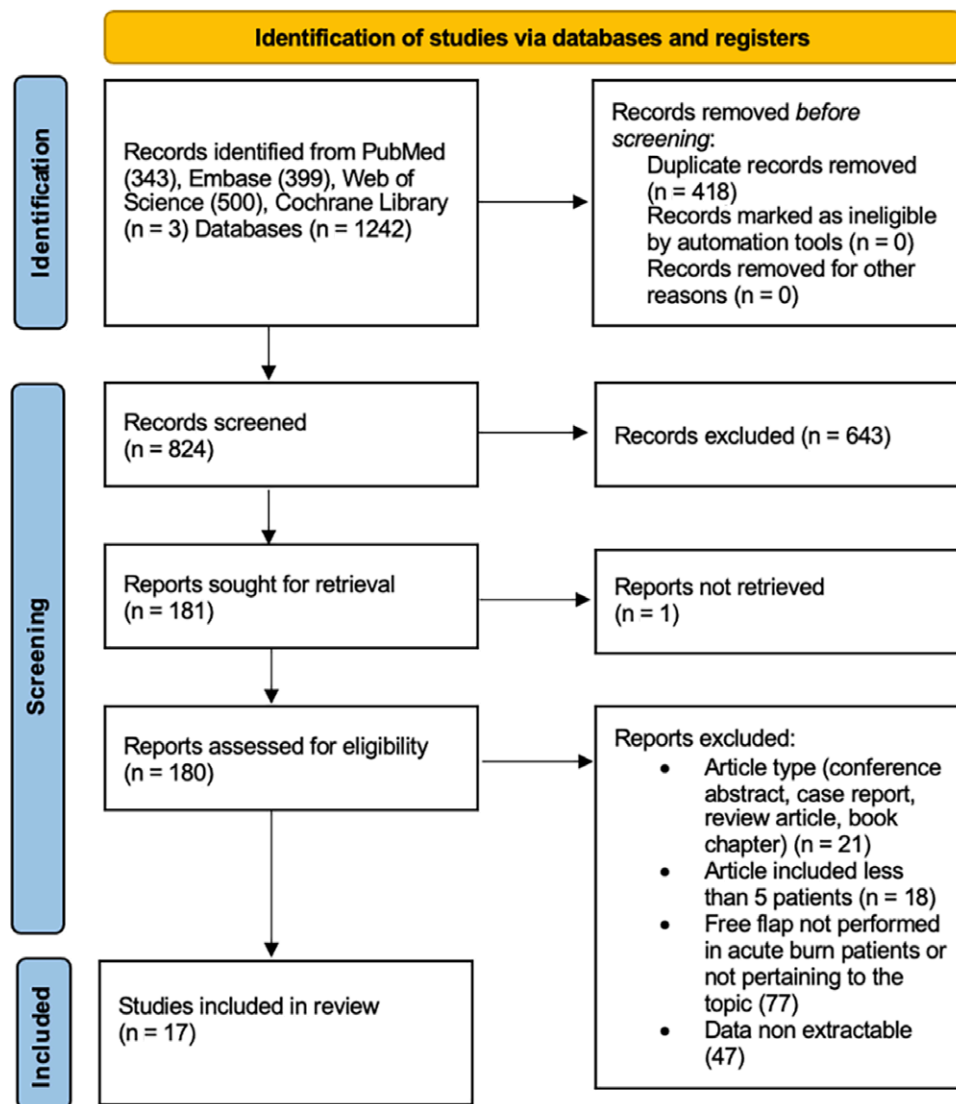 Identification of studies via databases and registers
Identification
Records identified from PubMed
(343), Embase (399), Web of
Science (500), Cochrane Library
(n = 3) Databases (n = 1242)
Records removed before
screening:
Duplicate records removed
(n = 418)
Records marked as ineligible
by automation tools (n = 0)
Records removed for other
reasons (n = 0)
Screening
Records screened
(n = 824)
Records excluded (n = 643)
Reports sought for retrieval
(n = 181)
Reports not retrieved
(n = 1)
Reports assessed for eligibility
(n = 180)
Reports excluded:
• Article type (conference
abstract, case report,
review article, book
chapter) (n = 21)
• Article included less
than 5 patients (n = 18)
• Free flap not performed
in acute burn patients or
not pertaining to the
topic (77)
• Data non extractable
(47)
Included
Studies included in review
(n = 17)